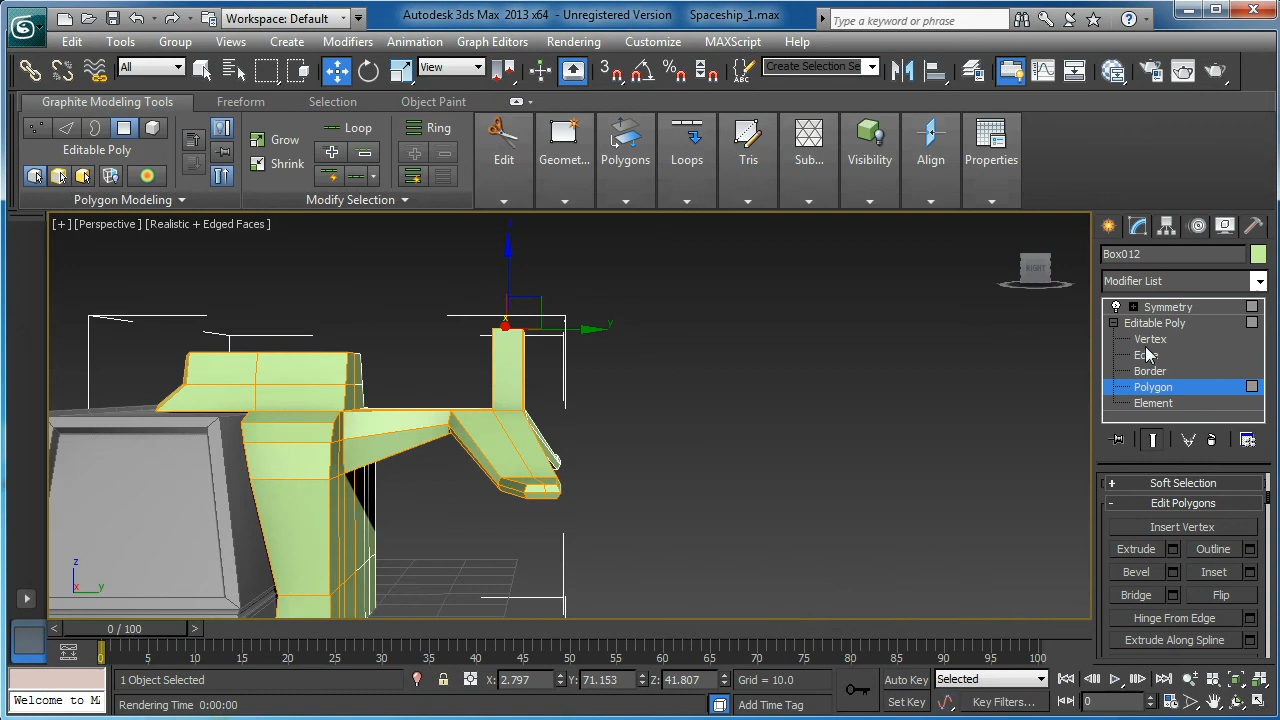 Workspace: Default
Autodesk 3ds Max 2013 x64 - Unregistered Version Spaceship_1.max
Type a keyword or phrase
Edit Tools Group Views Create Modifiers Animation Graph Editors Rendering Customize MAXScript Help
All View 3 Create Selection Se
Graphite Modeling Tools Freeform Selection Object Paint
Editable Poly
Polygon Modeling
Grow Loop Ring
Shrink
Modify Selection
Edit Geomet... Polygons Loops Tris Sub... Visibility Align Properties
[+] [Perspective] [Realistic + Edged Faces]
RIGHT
x
y
z
x
y
Box012
Modifier List
Symmetry
Editable Poly
Vertex
Border
Polygon
Element
+ Soft Selection
- Edit Polygons
Insert Vertex
Extrude Outline
Bevel Inset
Bridge Flip
Hinge From Edge
Extrude Along Spline
< 0 / 100 >
0 5 10 15 20 25 30 35 40 45 50 55 60 65 70 75 80 85 90 95 100
1 Object Selected X: 2.797 Y: 71.153 Z: 41.807 Grid = 10.0 Auto Key Selected
Welcome to M
Rendering Time 0:00:00 Add Time Tag Set Key Key Filters... 0